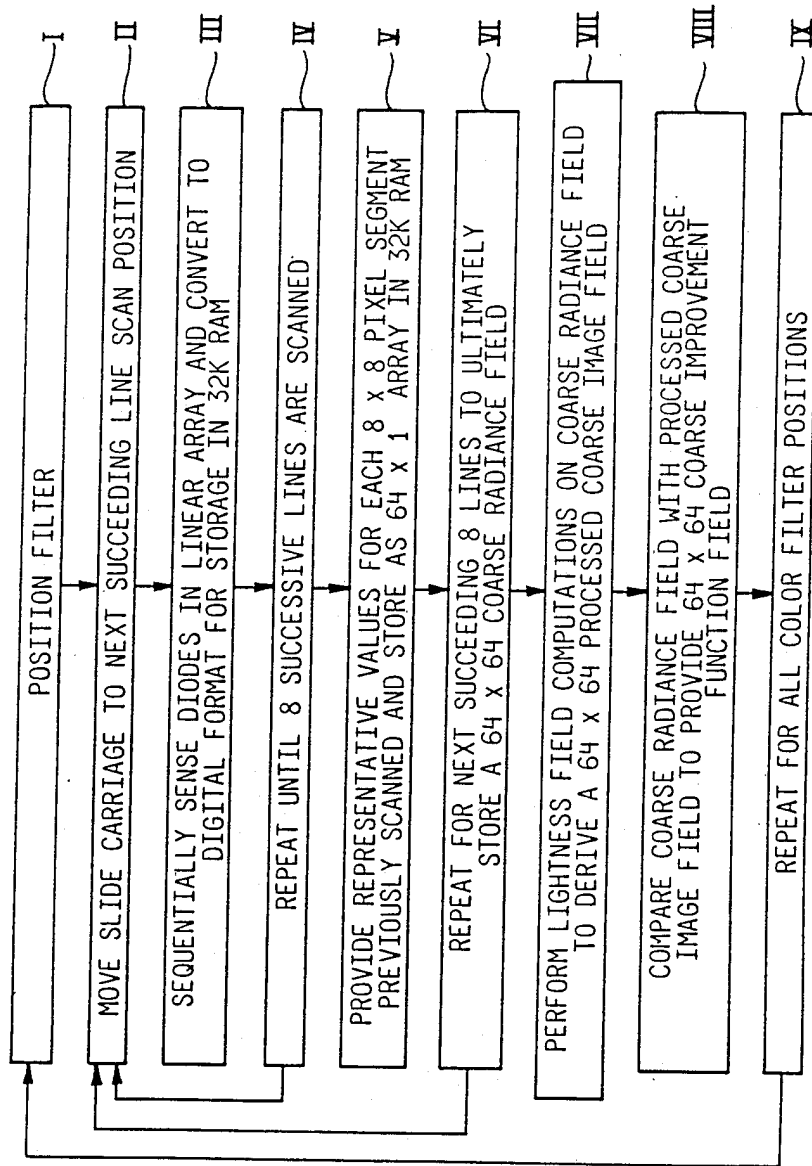 POSITION FILTER
I
MOVE SLIDE CARRIAGE TO NEXT SUCCEEDING LINE SCAN POSITION
II
SEQUENTIALLY SENSE DIODES IN LINEAR ARRAY AND CONVERT TO
DIGITAL FORMAT FOR STORAGE IN 32K RAM
III
REPEAT UNTIL 8 SUCCESSIVE LINES ARE SCANNED
IV
PROVIDE REPRESENTATIVE VALUES FOR EACH 8 X 8 PIXEL SEGMENT
PREVIOUSLY SCANNED AND STORE AS 64 X 1 ARRAY IN 32K RAM
V
REPEAT FOR NEXT SUCCEEDING 8 LINES TO ULTIMATELY
STORE A 64 X 64 COARSE RADIANCE FIELD
VI
PERFORM LIGHTNESS FIELD COMPUTATIONS ON COARSE RADIANCE FIELD
TO DERIVE A 64 X 64 PROCESSED COARSE IMAGE FIELD
VII
COMPARE COARSE RADIANCE FIELD WITH PROCESSED COARSE
IMAGE FIELD TO PROVIDE 64 X 64 COARSE IMPROVEMENT
FUNCTION FIELD
VIII
REPEAT FOR ALL COLOR FILTER POSITIONS
IX